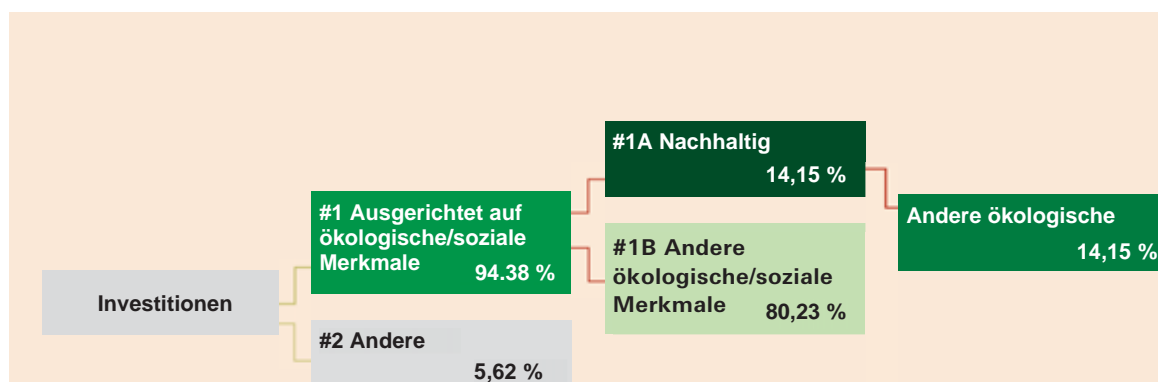 #1A Nachhaltig
14,15 %
#1 Ausgerichtet auf
ökologische/soziale
Merkmale 94.38 %
Andere ökologische
14,15 %
#1B Andere
ökologische/soziale
Merkmale 80,23 %
Investitionen
#2 Andere
5,62 %